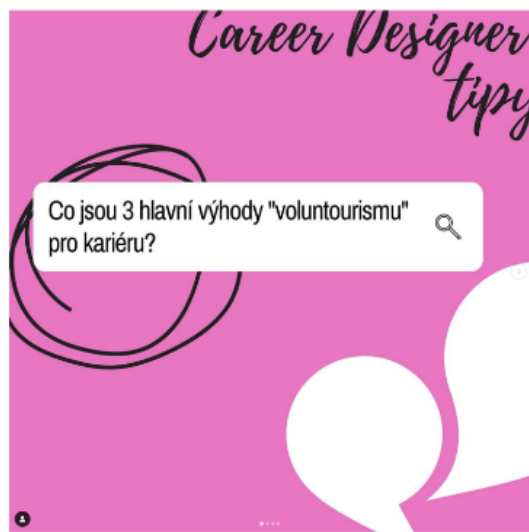 Career Designer
tipy
Co jsou 3 hlavní výhody "voluntourismu"
pro kariéru?